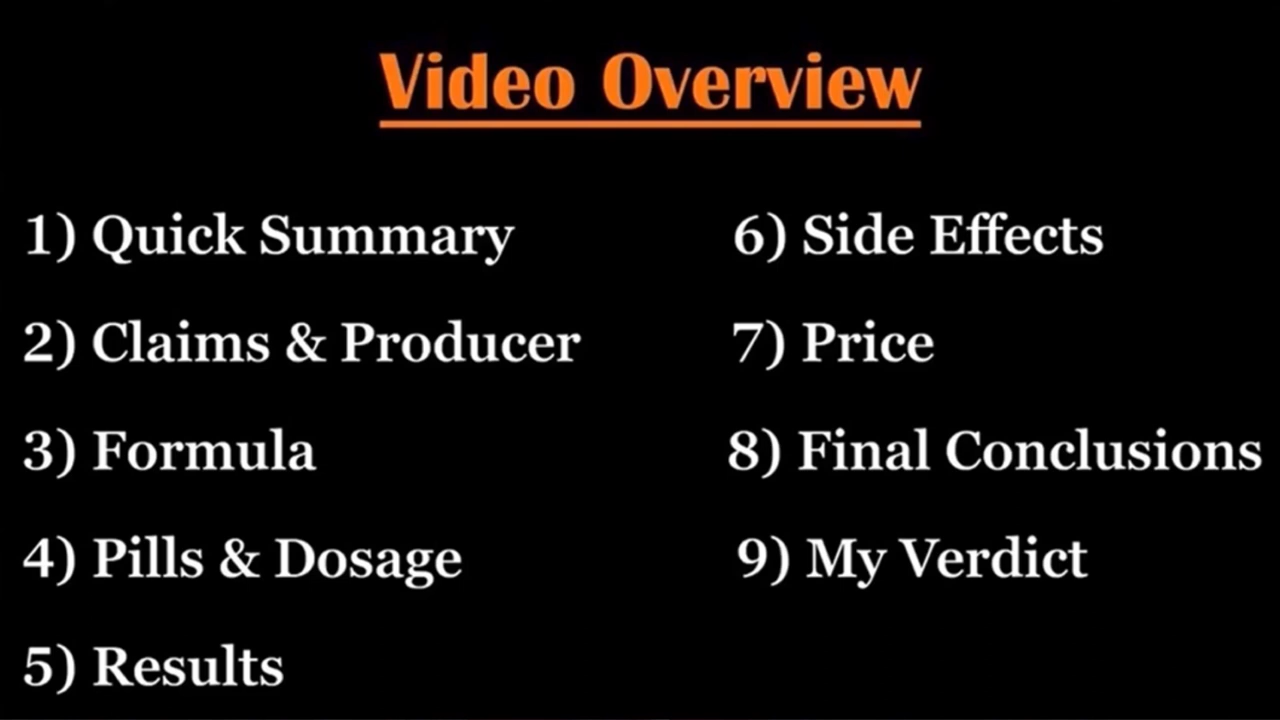 Video Overview
1) Quick Summary
2) Claims & Producer
3) Formula
4) Pills & Dosage
5) Results
6) Side Effects
7) Price
8) Final Conclusions
9) My Verdict